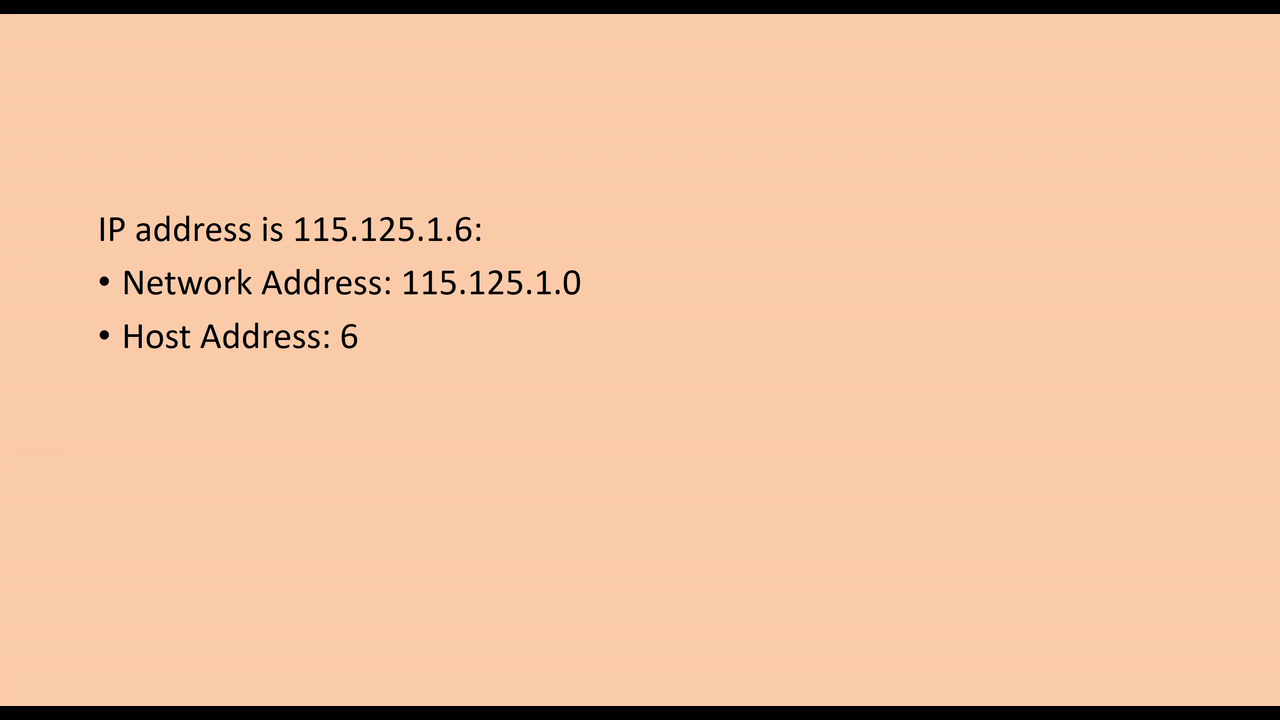 IP address is 115.125.1.6:
• Network Address: 115.125.1.0
• Host Address: 6